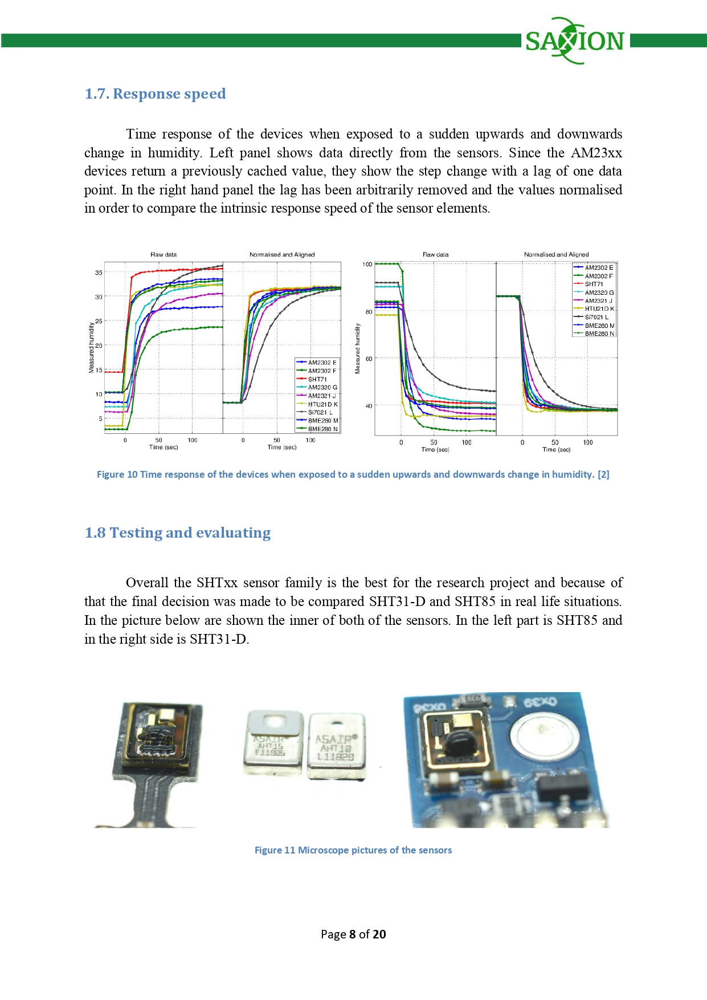 SAXION
1.7. Response speed
Time response of the devices when exposed to a sudden upwards and downwards
change in humidity. Left panel shows data directly from the sensors. Since the AM23xx
devices return a previously cached value, they show the step change with a lag of one data
point. In the right hand panel the lag has been arbitrarily removed and the values normalised
in order to compare the intrinsic response speed of the sensor elements.
Raw data
Normalised and Aligned
Measured humidity
35
30
25
20
15
10
5
AM2302 E
AM2302 F
SHT71
AM2320 G
AM2321 J
HTU21D K
Si7021 L
BME280 M
BME280 N
0
50
100
0
50
100
Time (sec)
Time (sec)
Raw data
Normalised and Aligned
Measured humidity
100
80
60
40
AM2302 E
AM2302 F
SHT71
AM2320 G
AM2321 J
HTU21D K
Si7021 L
BME280 M
BME280 N
0
50
100
0
50
100
Time (sec)
Time (sec)
Figure 10 Time response of the devices when exposed to a sudden upwards and downwards change in humidity. [2]
1.8 Testing and evaluating
Overall the SHTxx sensor family is the best for the research project and because of
that the final decision was made to be compared SHT31-D and SHT85 in real life situations.
In the picture below are shown the inner of both of the sensors. In the left part is SHT85 and
in the right side is SHT31-D.
ASAIR
AHT15
ASAIR®
AHT10
0x38
0x39
Figure 11 Microscope pictures of the sensors
Page 8 of 20